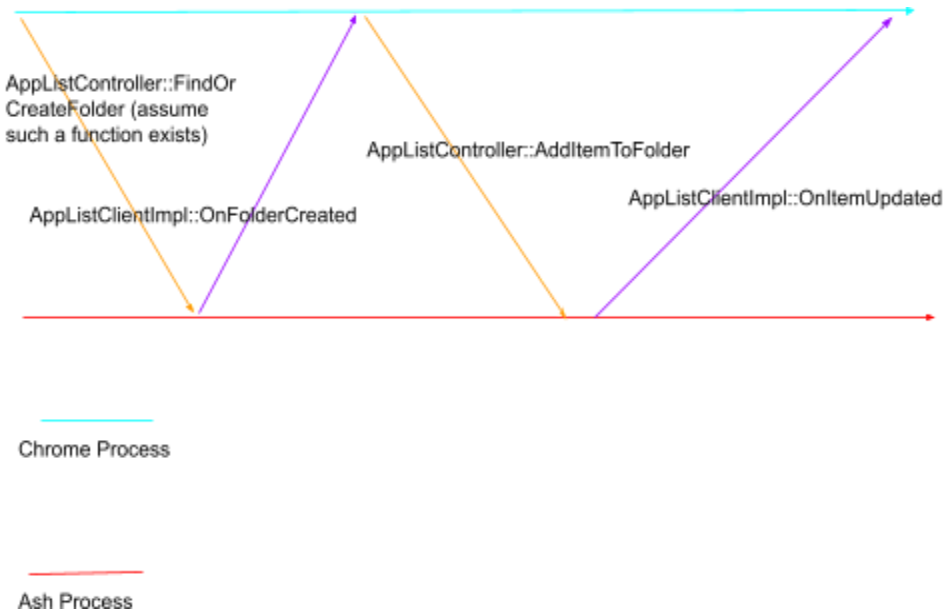 AppListController::FindOr
CreateFolder (assume
such a function exists)
AppListController::AddItemToFolder
AppListClientImpl::OnItemUpdated
AppListClientImpl::OnFolderCreated
Chrome Process
Ash Process